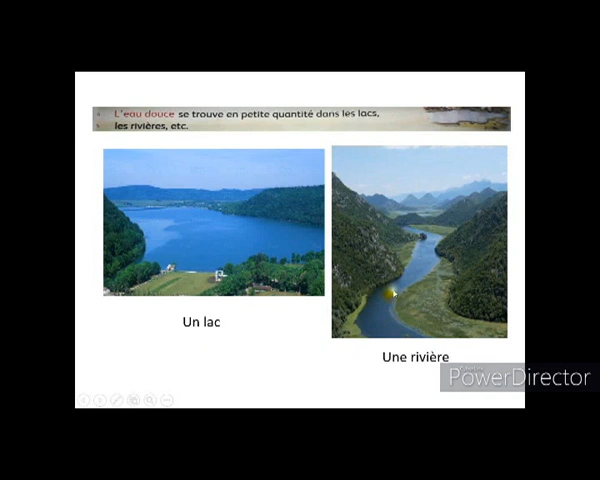 L'eau douce se trouve en petite quantité dans les lacs,
les rivières, etc.
Un lac
Une rivière
PowerDirector